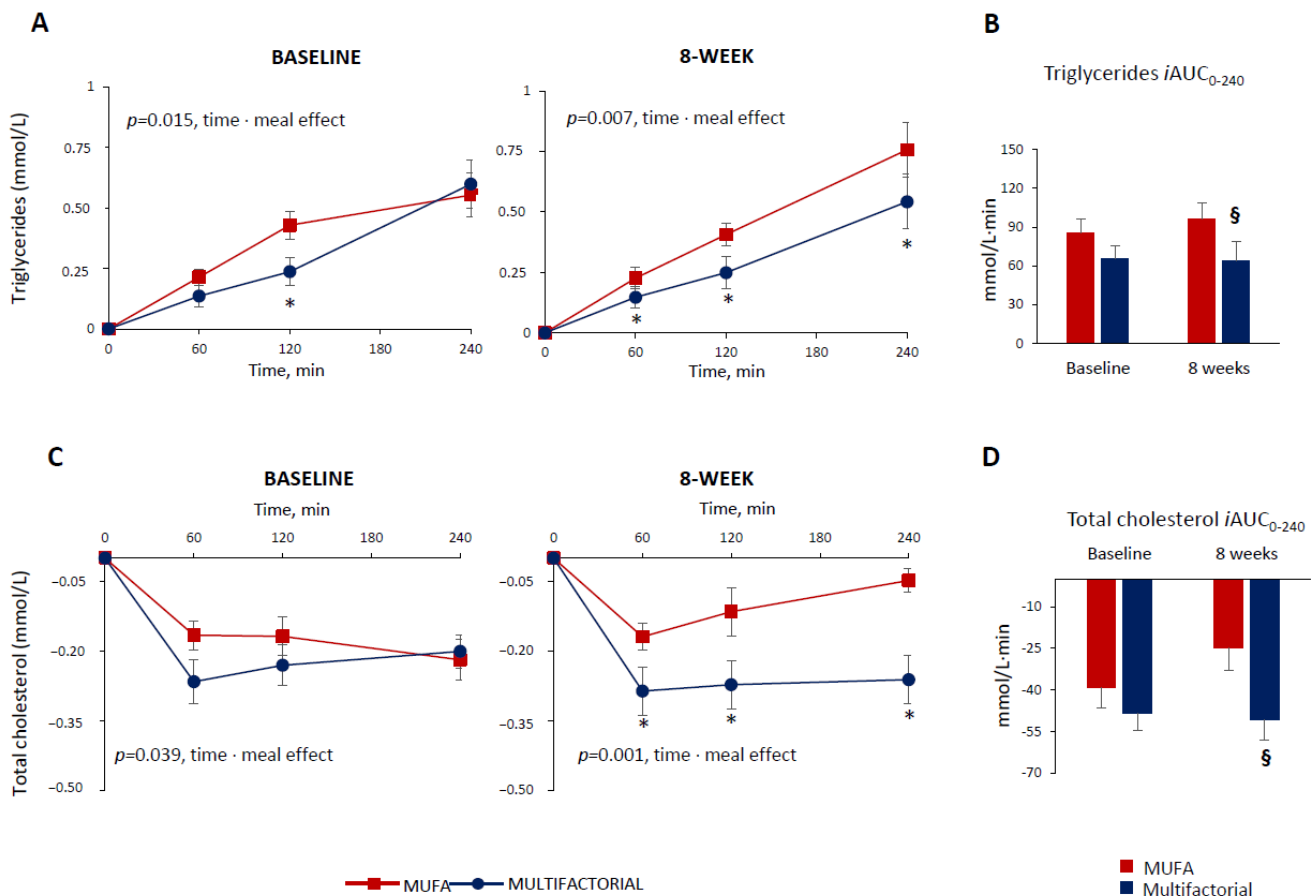 A
BASELINE
8-WEEK
B
Triglycerides iAUC0-240
Triglycerides (mmol/L)
1
0.75
0.50
0.25
0
p=0.015, time · meal effect
*
0 60 120 180 240
Time, min
1
0.75
0.50
0.25
0
p=0.007, time · meal effect
* * *
0 60 120 180 240
Time, min
mmol/L·min
150
120
90
60
30
0
§
Baseline 8 weeks
C
BASELINE
8-WEEK
D
Total cholesterol iAUC0-240
Time, min
0 60 120 180 240
Total cholesterol (mmol/L)
−0.05
−0.20
−0.35
−0.50
p=0.039, time · meal effect
Time, min
0 60 120 180 240
−0.05
−0.20
−0.35
−0.50
* * *
p=0.001, time · meal effect
Baseline 8 weeks
mmol/L·min
-10
-25
-40
-55
-70
§
MUFA MULTIFACTORIAL
MUFA
Multifactorial